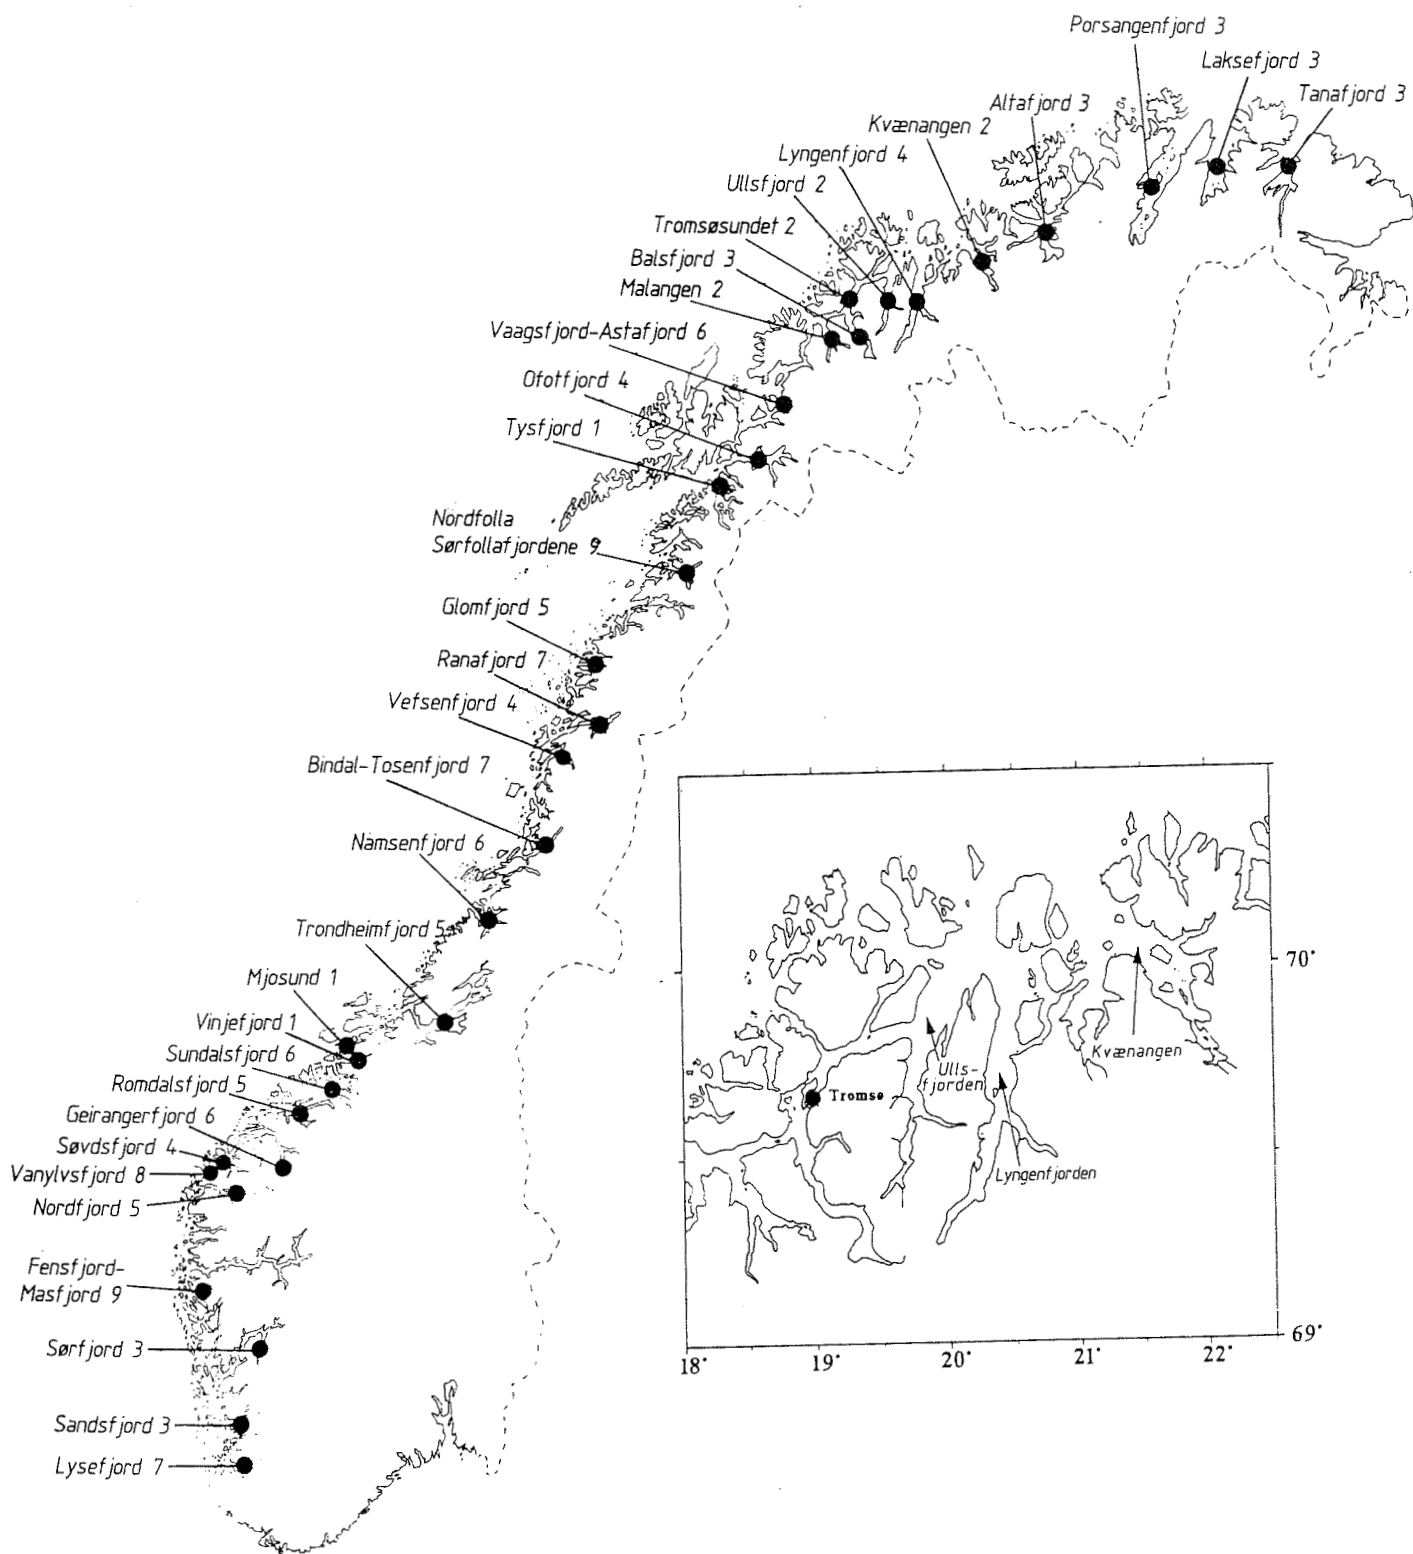 Porsangenfjord 3
Laksefjord 3
Tanafjord 3
Altafjord 3
Kvænangen 2
Lyngenfjord 4
Ullsfjord 2
Tromsøsundet 2
Balsfjord 3
Malangen 2
Vaagsfjord-Astafjord 6
Ofotfjord 4
Tysfjord 1
Nordfolla
Sørfollafjordene 9
Glomfjord 5
Ranafjord 7
Vefsenfjord 4
Bindal-Tosenfjord 7
Namsenfjord 6
Trondheimfjord 5
Mjosund 1
Vinjefjord 1
Sundalsfjord 6
Romdalsfjord 5
Geirangerfjord 6
Søvdsfjord 4
Vanylvsfjord 8
Nordfjord 5
Fensfjord-
Masfjord 9
Sørfjord 3
Sandsfjord 3
Lysefjord 7
70°
Kvænangen
Ulls-
fjorden
Tromsø
Lyngenfjorden
69°
18°
19°
20°
21°
22°